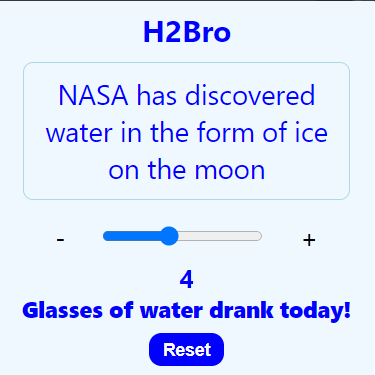 H2Bro
NASA has discovered
water in the form of ice
on the moon
- +
4
Glasses of water drank today!
Reset